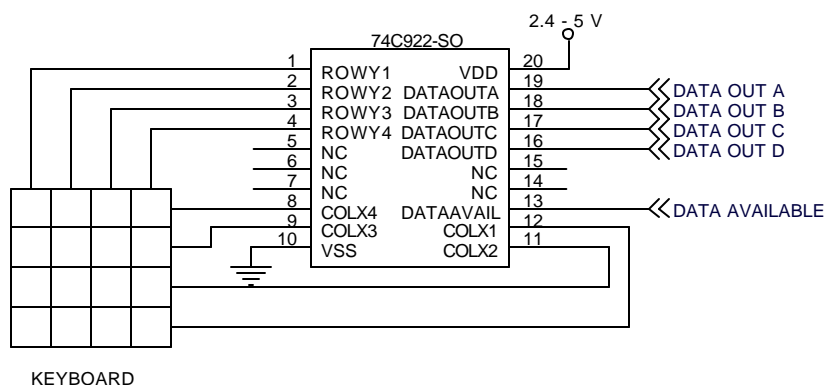 2.4 - 5 V
74C922-SO
1 ROWY1 VDD 20
2 ROWY2 DATAOUTA 19 DATA OUT A
3 ROWY3 DATAOUTB 18 DATA OUT B
4 ROWY4 DATAOUTC 17 DATA OUT C
5 NC DATAOUTD 16 DATA OUT D
6 NC NC 15
7 NC NC 14
8 COLX4 DATAAVAIL 13 DATA AVAILABLE
9 COLX3 COLX1 12
10 VSS COLX2 11
KEYBOARD